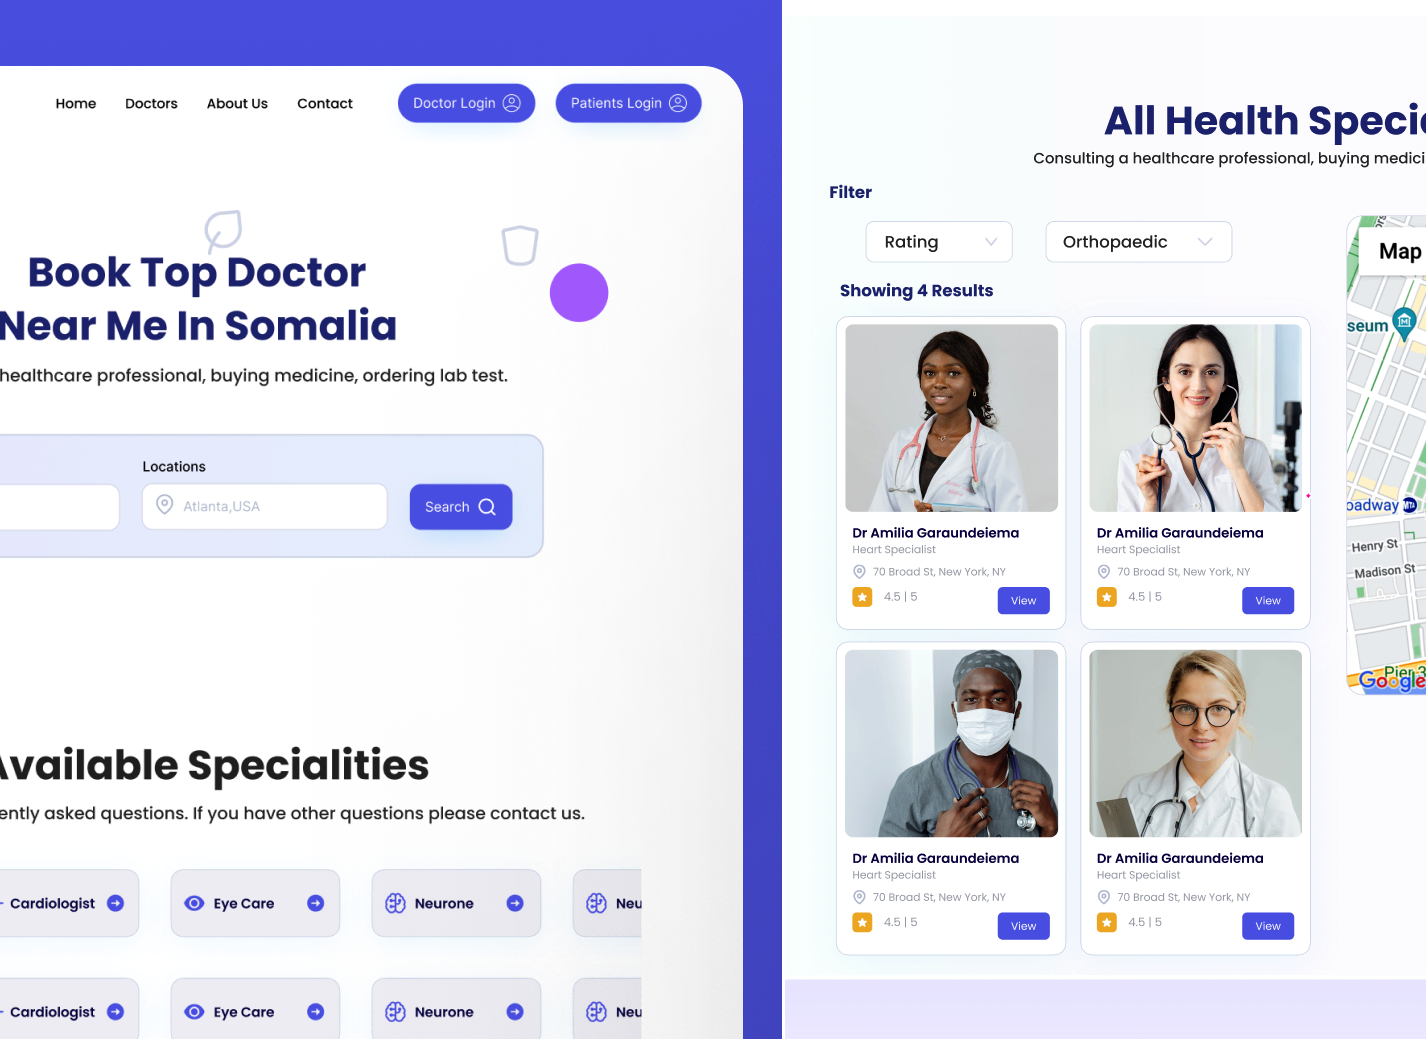 Home
Doctors
About Us
Contact
Doctor Login
Patients Login
Book Top Doctor
Near Me In Somalia
healthcare professional, buying medicine, ordering lab test.
Locations
Atlanta,USA
Search
Available Specialities
ently asked questions. If you have other questions please contact us.
Cardiologist
Eye Care
Neurone
Neu
Cardiologist
Eye Care
Neurone
Neu
All Health Speci
Consulting a healthcare professional, buying medici
Filter
Rating
Orthopaedic
Showing 4 Results
Dr Amilia Garaundeiema
Heart Specialist
70 Broad St, New York, NY
4.5 | 5
View
Dr Amilia Garaundeiema
Heart Specialist
70 Broad St, New York, NY
4.5 | 5
View
Dr Amilia Garaundeiema
Heart Specialist
70 Broad St, New York, NY
4.5 | 5
View
Dr Amilia Garaundeiema
Heart Specialist
70 Broad St, New York, NY
4.5 | 5
View
Map
seum
oadway
Henry St
Madison St
Pier 3
Google